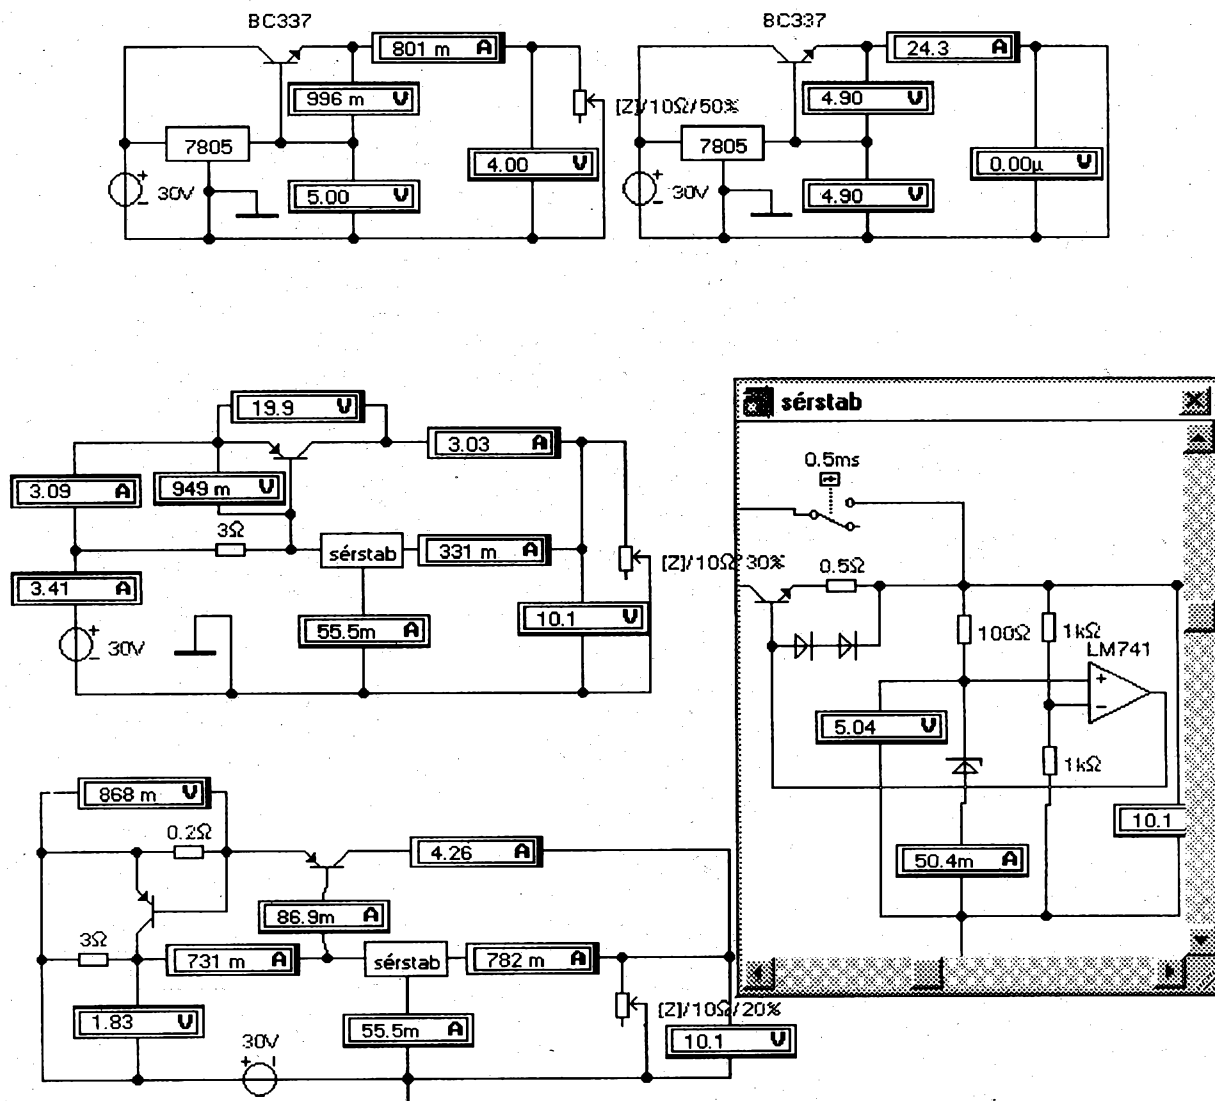 BC337
BC337
801 m A
24.3 A
996 m V
[Z]/10Ω/50%
4.90 V
7805
7805
4.00 V
0.00µ V
30V
5.00 V
30V
4.90 V
19.9 V
sérstab
3.03 A
0.5ms
3.09 A
949 m V
3Ω
sérstab
331 m A
[Z]/10Ω/30%
0.5Ω
3.41 A
100Ω
1kΩ
LM741
10.1 V
55.5m A
30V
5.04 V
1kΩ
868 m V
10.1
0.2Ω
4.26 A
50.4m A
86.9m A
3Ω
731 m A
sérstab
782 m A
[Z]/10Ω/20%
1.83 V
55.5m A
30V
10.1 V